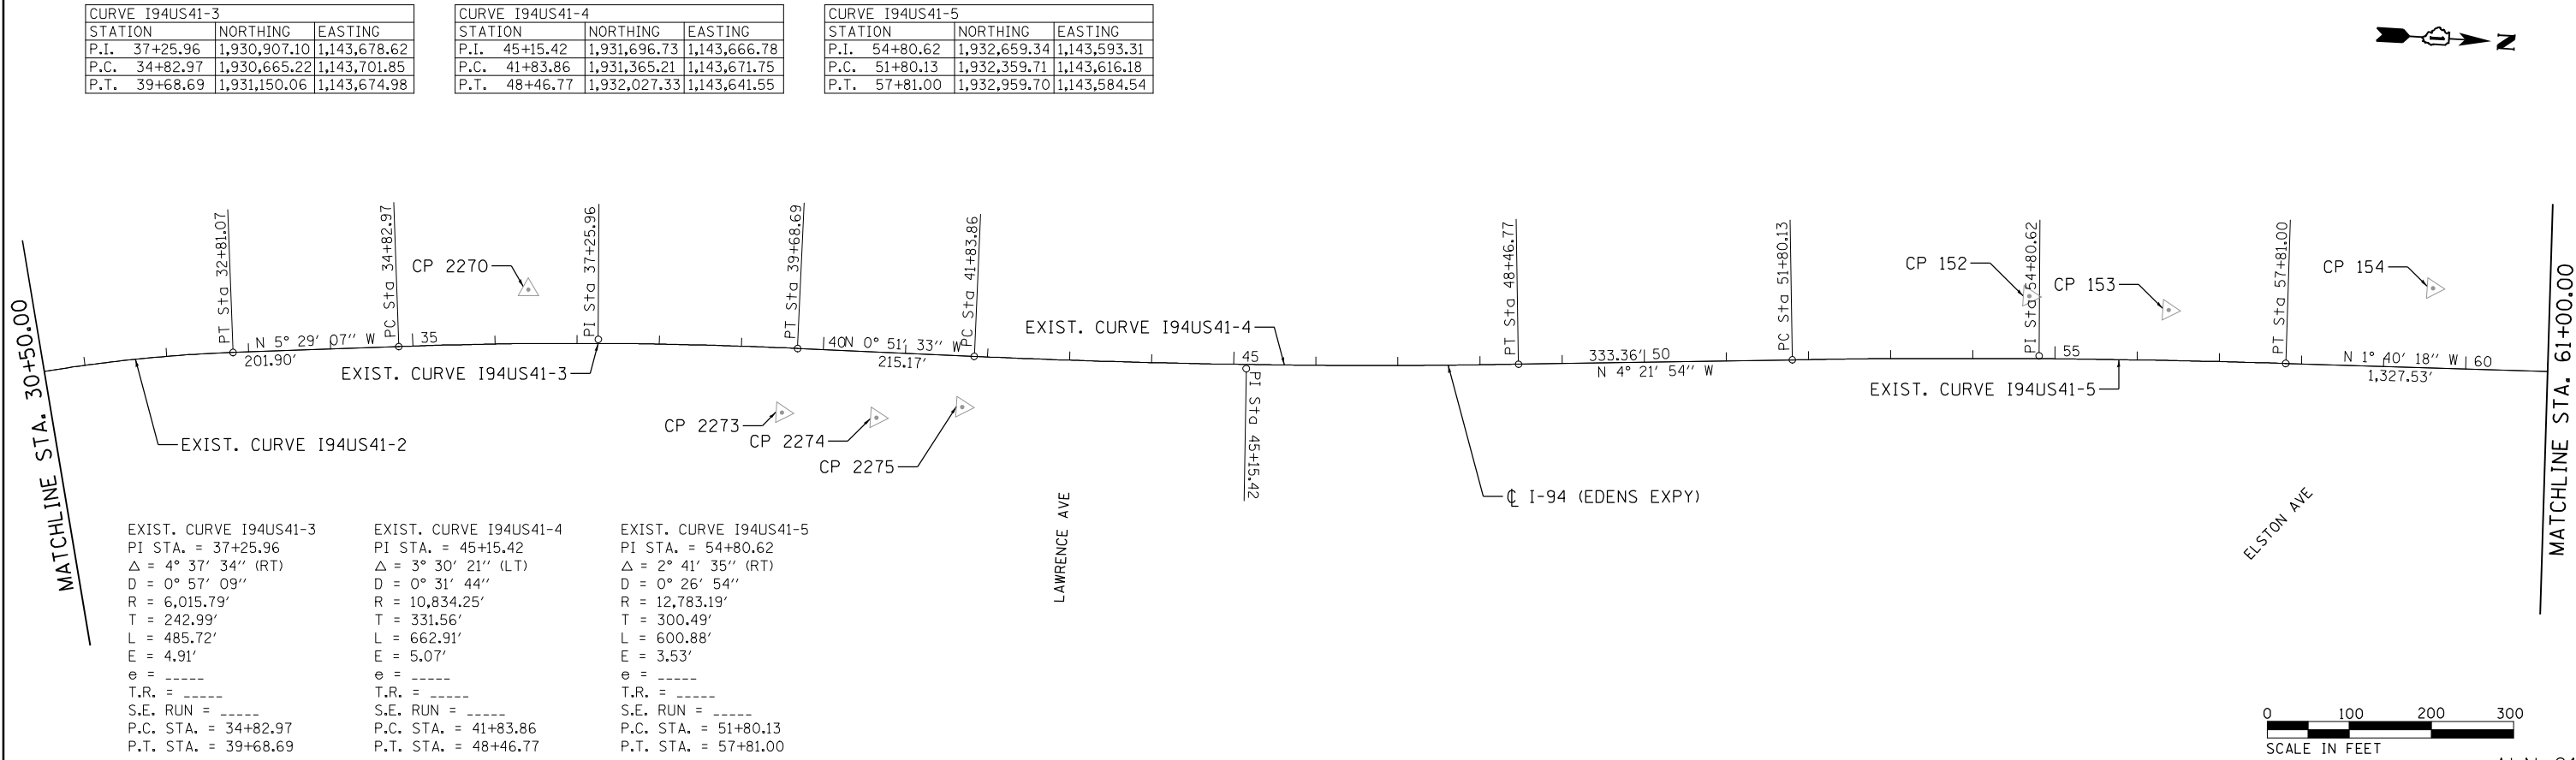 CURVE I94US41-3
STATION NORTHING EASTING
P.I. 37+25.96 1,930,907.10 1,143,678.62
P.C. 34+82.97 1,930,665.22 1,143,701.85
P.T. 39+68.69 1,931,150.06 1,143,674.98
CURVE I94US41-4
STATION NORTHING EASTING
P.I. 45+15.42 1,931,696.73 1,143,666.78
P.C. 41+83.86 1,931,365.21 1,143,671.75
P.T. 48+46.77 1,932,027.33 1,143,641.55
CURVE I94US41-5
STATION NORTHING EASTING
P.I. 54+80.62 1,932,659.34 1,143,593.31
P.C. 51+80.13 1,932,359.71 1,143,616.18
P.T. 57+81.00 1,932,959.70 1,143,584.54
N
MATCHLINE STA. 30+50.00
PT Sta 32+81.07
N 5° 29' 07" W
201.90'
PC Sta 34+82.97
35
CP 2270
PI Sta 37+25.96
PT Sta 39+68.69
40
N 0° 51' 33" W
215.17'
PC Sta 41+83.86
EXIST. CURVE I94US41-4
45
PI Sta 45+15.42
PT Sta 48+46.77
333.36'
50
N 4° 21' 54" W
PC Sta 51+80.13
CP 152
PI Sta 54+80.62
55
CP 153
PT Sta 57+81.00
CP 154
N 1° 40' 18" W
60
1,327.53'
MATCHLINE STA. 61+00.00
EXIST. CURVE I94US41-3
EXIST. CURVE I94US41-5
EXIST. CURVE I94US41-2
CP 2273
CP 2274
CP 2275
℄ I-94 (EDENS EXPY)
LAWRENCE AVE
ELSTON AVE
EXIST. CURVE I94US41-3
PI STA. = 37+25.96
Δ = 4° 37' 34" (RT)
D = 0° 57' 09"
R = 6,015.79'
T = 242.99'
L = 485.72'
E = 4.91'
e = _____
T.R. = _____
S.E. RUN = _____
P.C. STA. = 34+82.97
P.T. STA. = 39+68.69
EXIST. CURVE I94US41-4
PI STA. = 45+15.42
Δ = 3° 30' 21" (LT)
D = 0° 31' 44"
R = 10,834.25'
T = 331.56'
L = 662.91'
E = 5.07'
e = _____
T.R. = _____
S.E. RUN = _____
P.C. STA. = 41+83.86
P.T. STA. = 48+46.77
EXIST. CURVE I94US41-5
PI STA. = 54+80.62
Δ = 2° 41' 35" (RT)
D = 0° 26' 54"
R = 12,783.19'
T = 300.49'
L = 600.88'
E = 3.53'
e = _____
T.R. = _____
S.E. RUN = _____
P.C. STA. = 51+80.13
P.T. STA. = 57+81.00
0 100 200 300
SCALE IN FEET